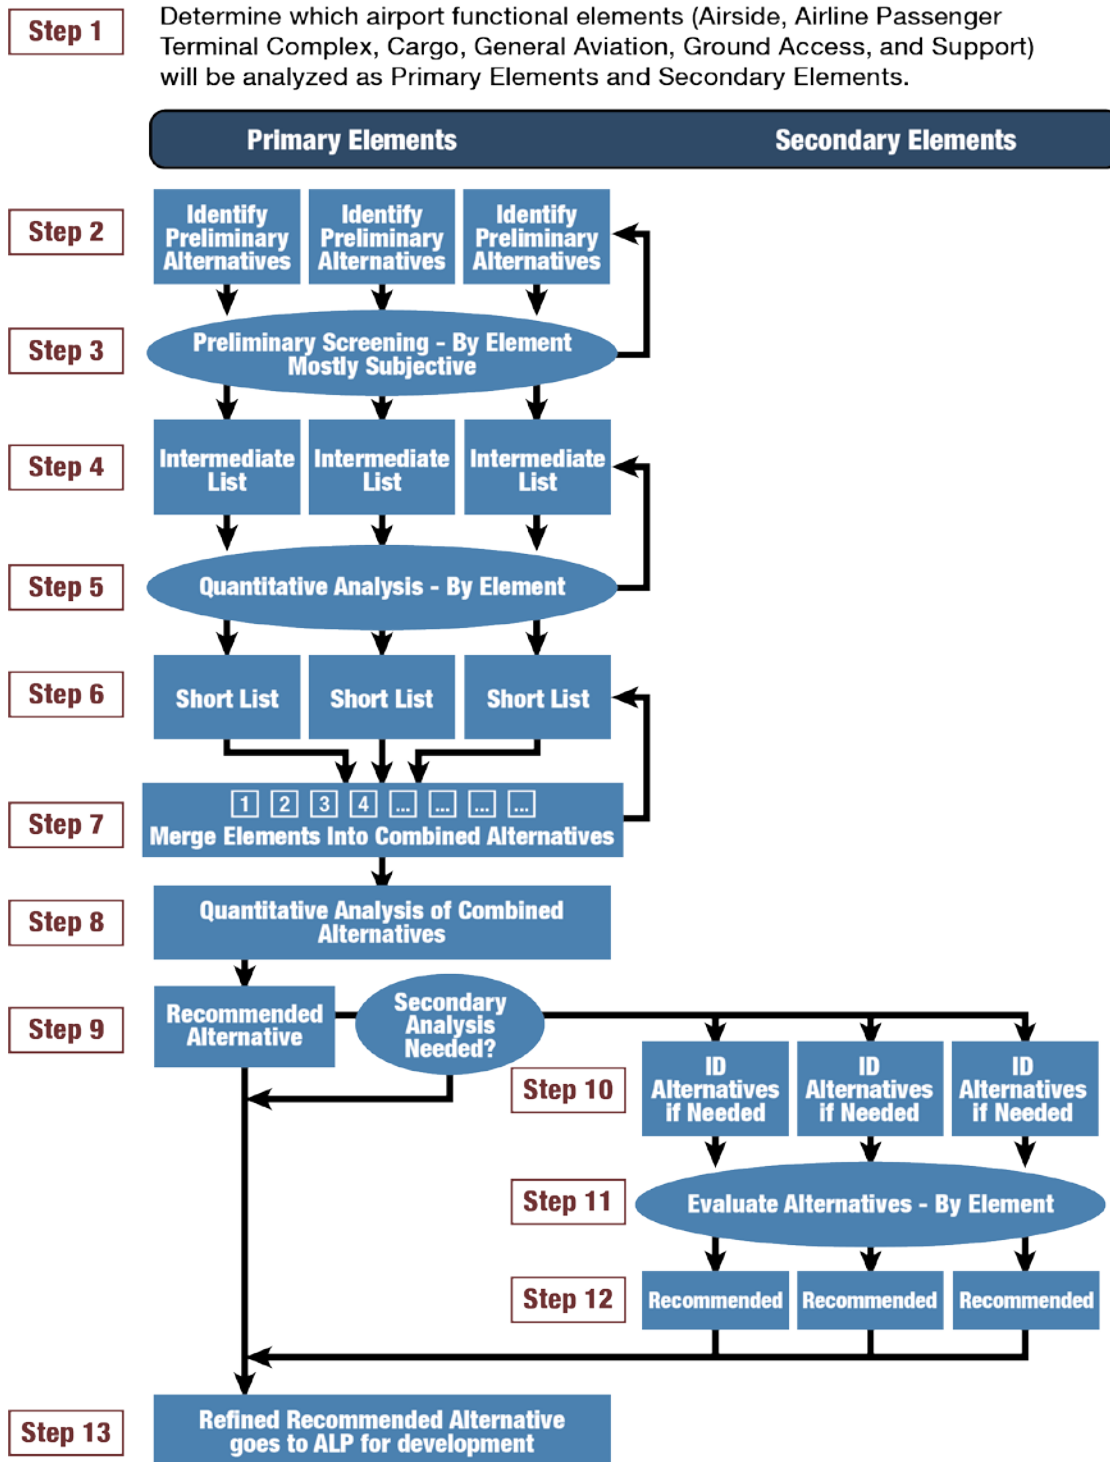 Step 1
Determine which airport functional elements (Airside, Airline Passenger
Terminal Complex, Cargo, General Aviation, Ground Access, and Support)
will be analyzed as Primary Elements and Secondary Elements.
Primary Elements
Secondary Elements
Step 2
Identify
Preliminary
Alternatives
Identify
Preliminary
Alternatives
Identify
Preliminary
Alternatives
Step 3
Preliminary Screening - By Element
Mostly Subjective
Step 4
Intermediate
List
Intermediate
List
Intermediate
List
Step 5
Quantitative Analysis - By Element
Step 6
Short List
Short List
Short List
Step 7
1 2 3 4 ... ... ... ...
Merge Elements Into Combined Alternatives
Step 8
Quantitative Analysis of Combined
Alternatives
Step 9
Recommended
Alternative
Secondary
Analysis
Needed?
Step 10
ID
Alternatives
if Needed
ID
Alternatives
if Needed
ID
Alternatives
if Needed
Step 11
Evaluate Alternatives - By Element
Step 12
Recommended
Recommended
Recommended
Step 13
Refined Recommended Alternative
goes to ALP for development